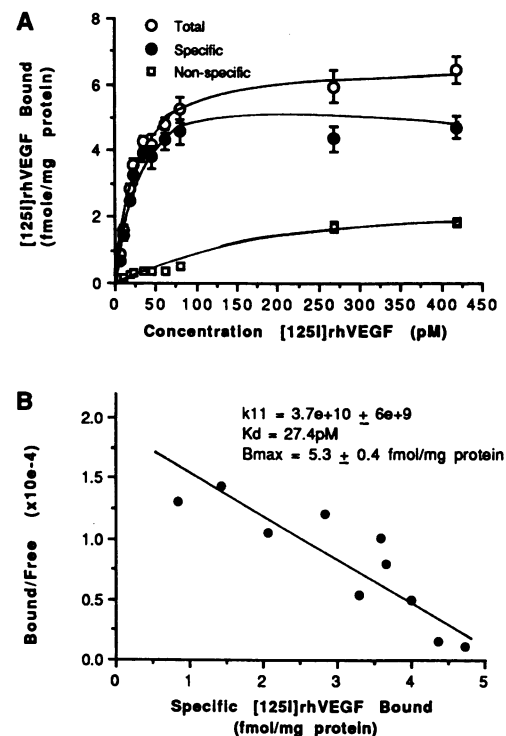 A
Total
Specific
Non-specific
[125I]rhVEGF Bound
(fmole/mg protein)
8
6
4
2
0
0 50 100 150 200 250 300 350 400 450
Concentration [125I]rhVEGF (pM)
B
k11 = 3.7e+10 ± 6e+9
Kd = 27.4pM
Bmax = 5.3 ± 0.4 fmol/mg protein
Bound/Free (x10e-4)
2.0
1.5
1.0
0.5
0.0
0 1 2 3 4 5
Specific [125I]rhVEGF Bound
(fmol/mg protein)